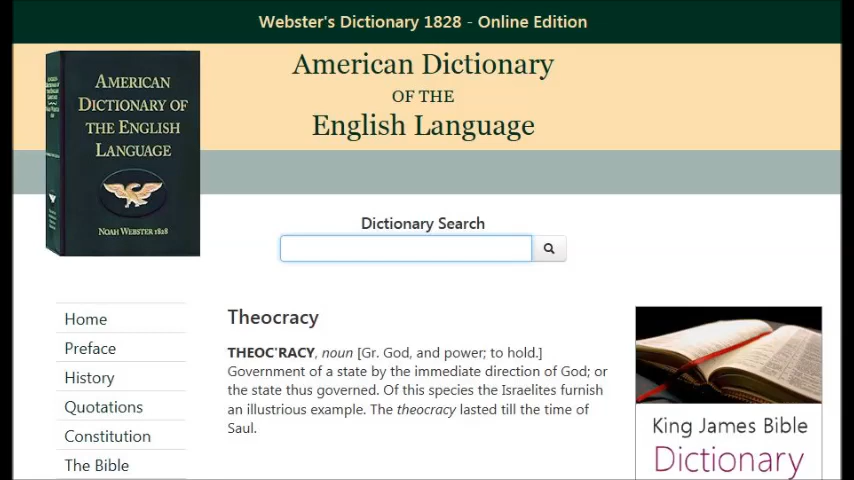 Webster's Dictionary 1828 - Online Edition
AMERICAN
DICTIONARY OF
THE ENGLISH
LANGUAGE
NOAH WEBSTER 1828
American Dictionary
OF THE
English Language
Dictionary Search
Home
Preface
History
Quotations
Constitution
The Bible
Theocracy
THEOC'RACY, noun [Gr. God, and power; to hold.]
Government of a state by the immediate direction of God; or
the state thus governed. Of this species the Israelites furnish
an illustrious example. The theocracy lasted till the time of
Saul.
King James Bible
Dictionary